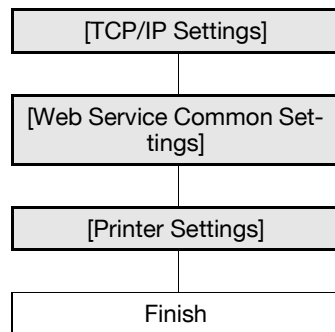 [TCP/IP Settings]
[Web Service Common Set-
tings]
[Printer Settings]
Finish